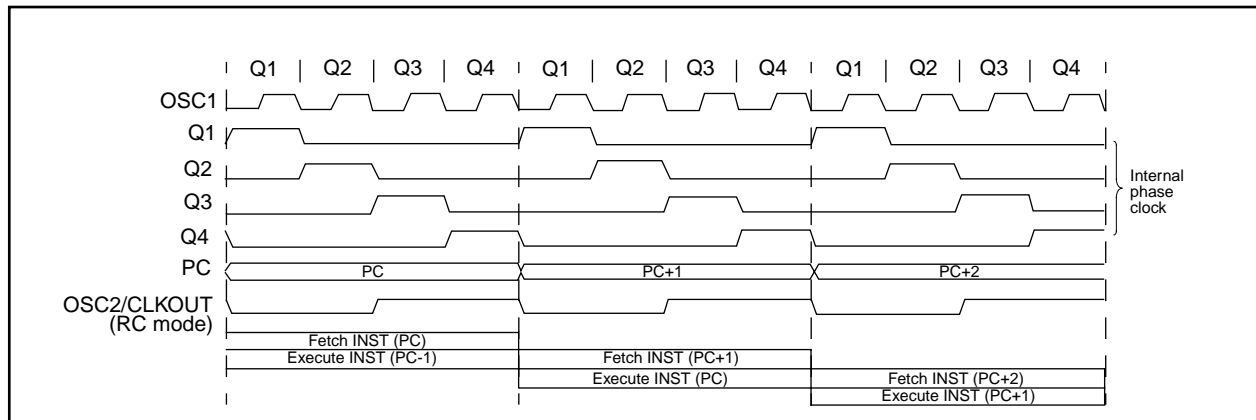 Q1 | Q2 | Q3 | Q4 | Q1 | Q2 | Q3 | Q4 | Q1 | Q2 | Q3 | Q4
OSC1
Q1
Q2
Q3
Q4
PC
OSC2/CLKOUT
(RC mode)
Internal
phase
clock
PC PC+1 PC+2
Fetch INST (PC)
Execute INST (PC-1) Fetch INST (PC+1)
Execute INST (PC) Fetch INST (PC+2)
Execute INST (PC+1)